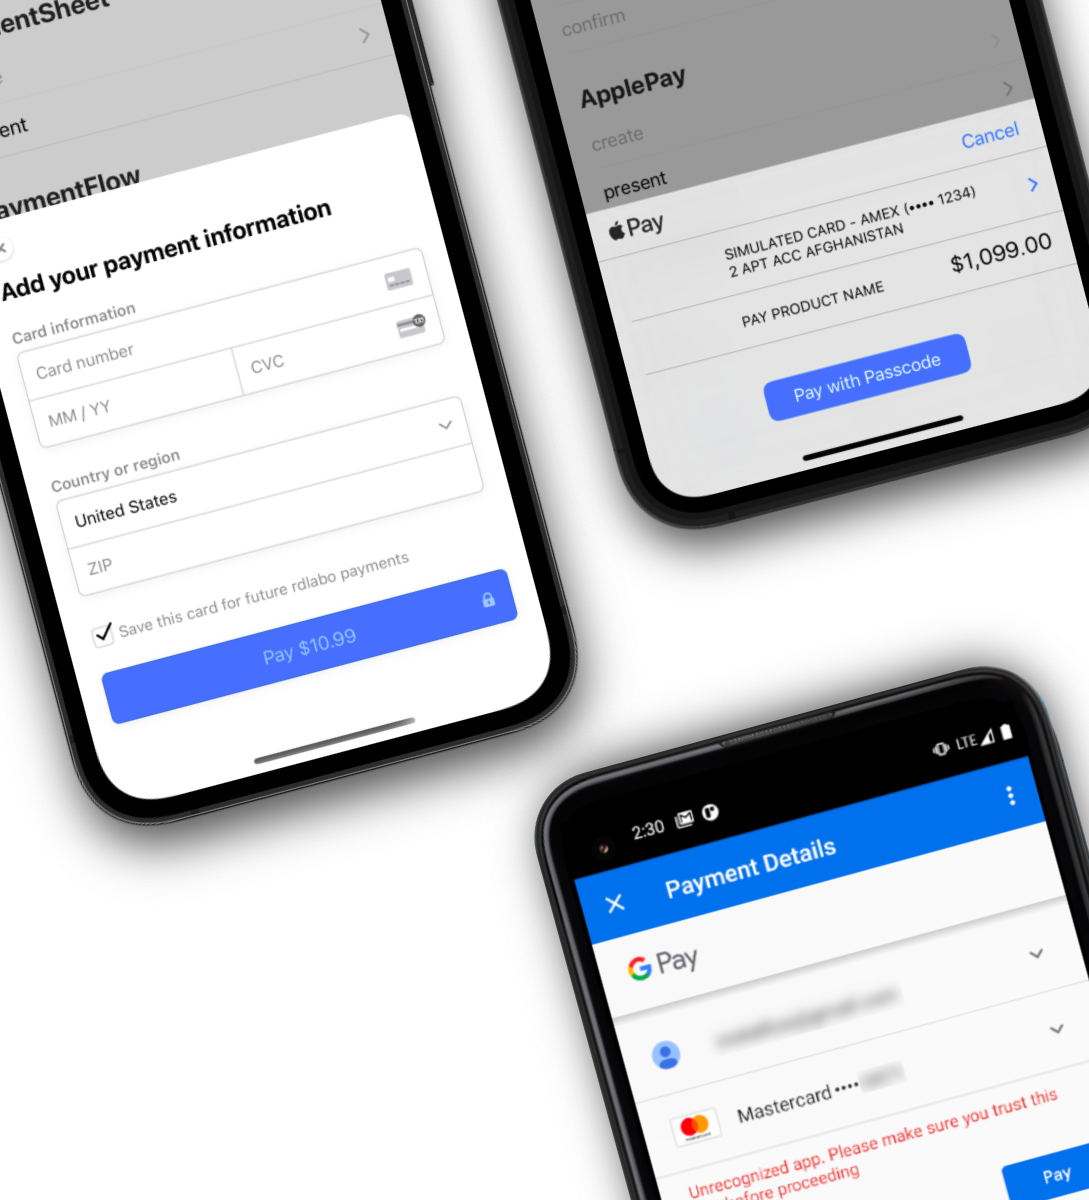 entSheet
ent
aymentFlow
Add your payment information
Card information
Card number
MM / YY
CVC
Country or region
United States
ZIP
Save this card for future rdlabo payments
Pay $10.99
confirm
ApplePay
create
present
Cancel
Pay
SIMULATED CARD - AMEX (•••• 1234)
2 APT ACC AFGHANISTAN
PAY PRODUCT NAME
$1,099.00
Pay with Passcode
2:30
LTE
Payment Details
G Pay
Mastercard ••••
Unrecognized app. Please make sure you trust this
before proceeding
Pay